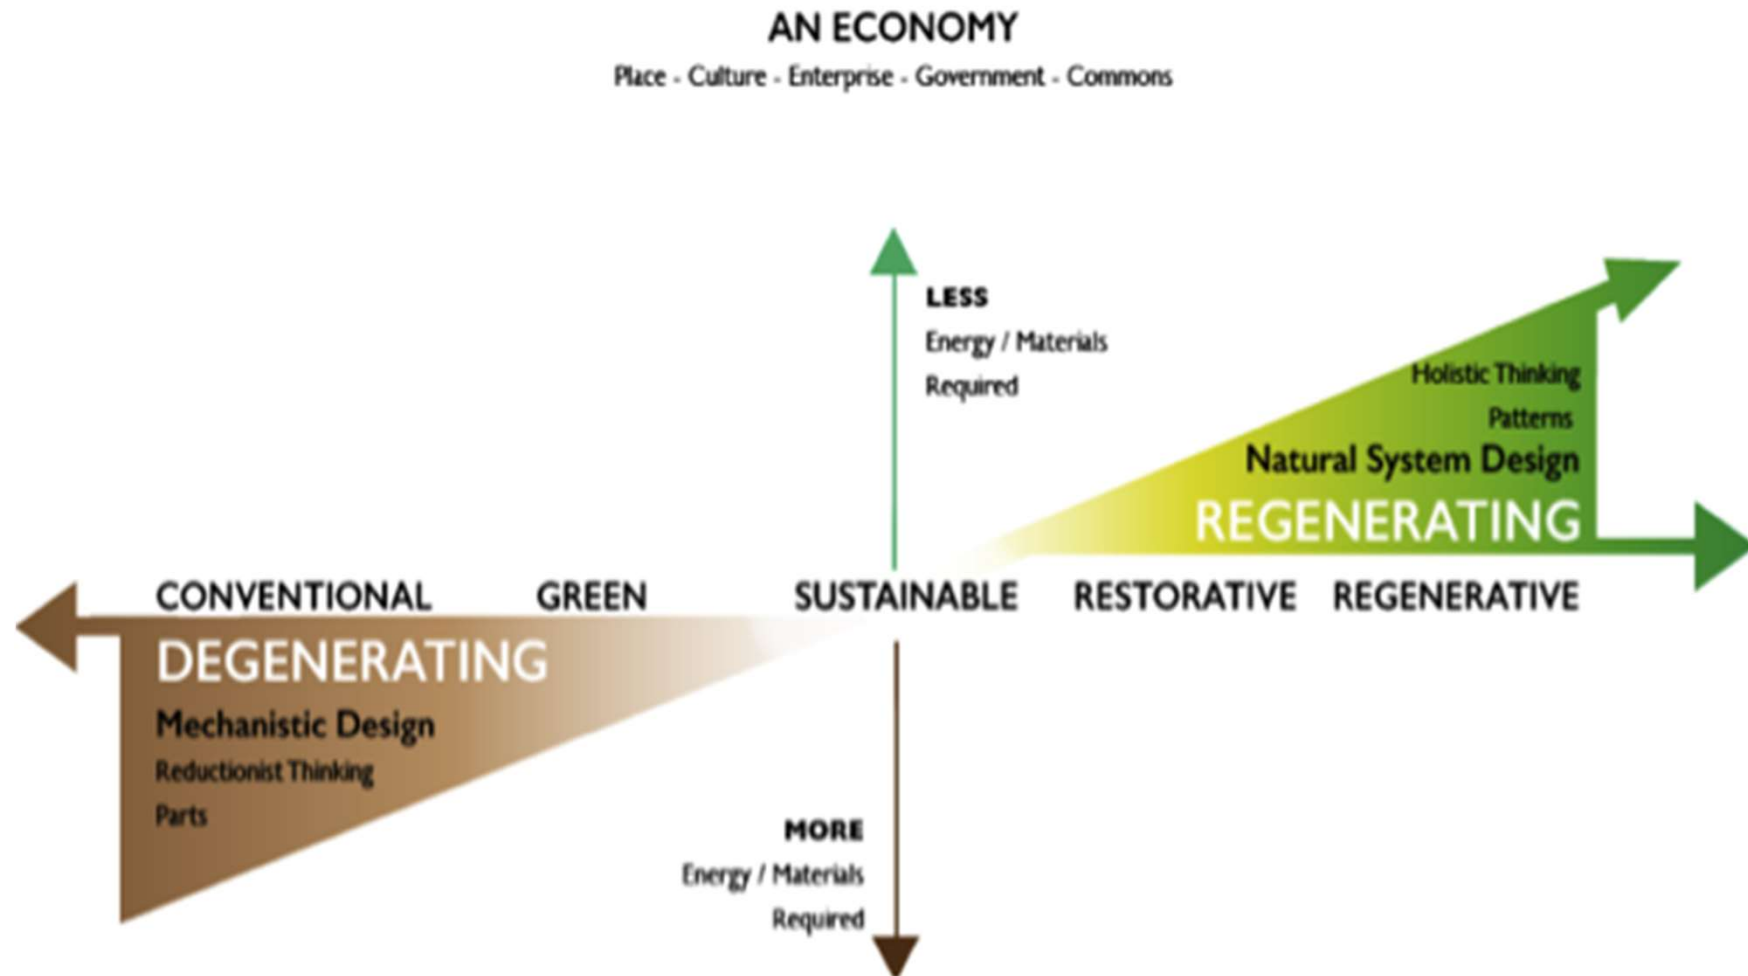 AN ECONOMY
Place - Culture - Enterprise - Government - Commons
LESS
Energy / Materials
Required
Holistic Thinking
Patterns
Natural System Design
REGENERATING
CONVENTIONAL GREEN SUSTAINABLE RESTORATIVE REGENERATIVE
DEGENERATING
Mechanistic Design
Reductionist Thinking
Parts
MORE
Energy / Materials
Required